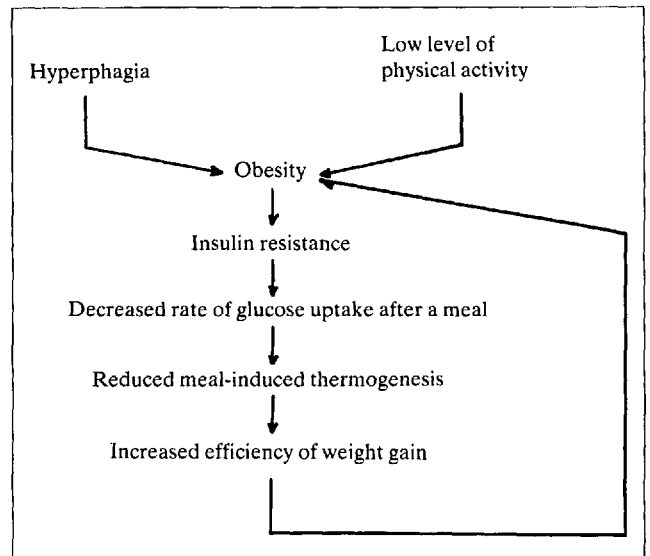 Hyperphagia
Low level of
physical activity
Obesity
Insulin resistance
Decreased rate of glucose uptake after a meal
Reduced meal-induced thermogenesis
Increased efficiency of weight gain